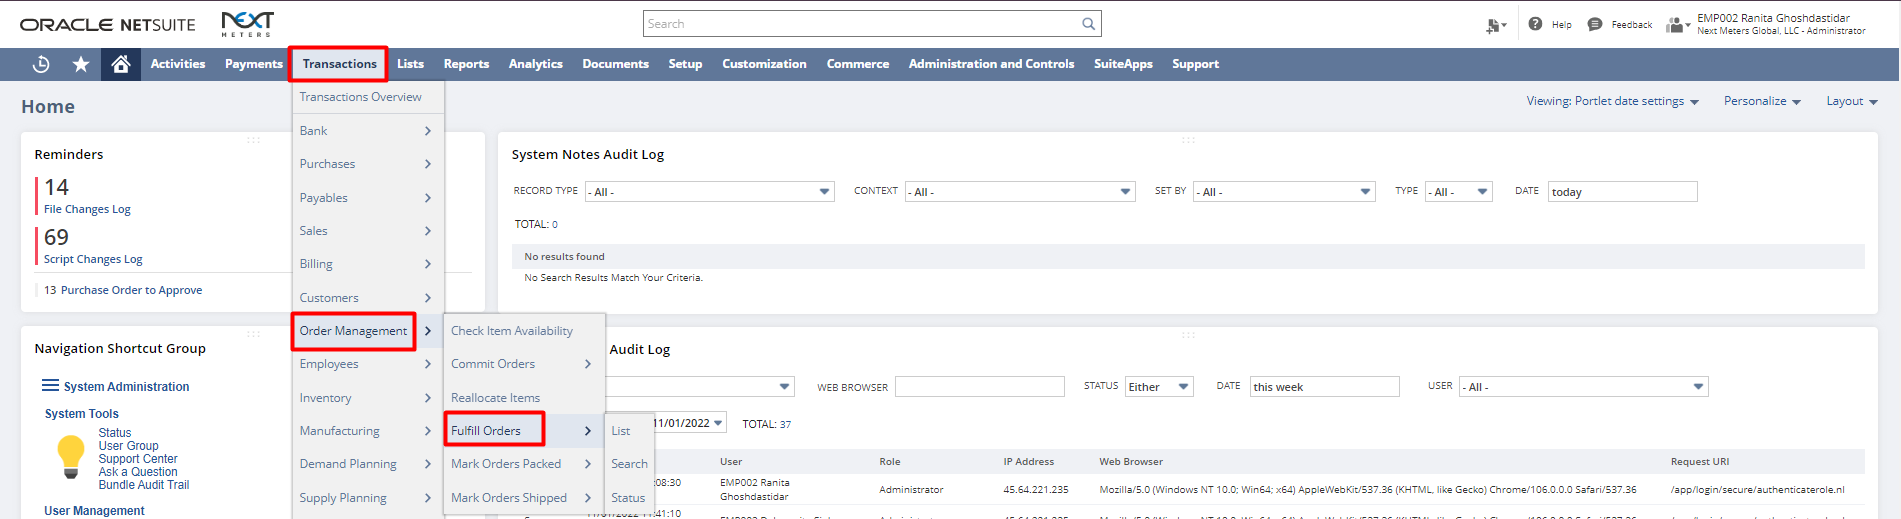 ORACLE NETSUITE
NEXT
METERS
Search
Help
Feedback
EMP002 Ranita Ghoshdastidar
Next Meters Global, LLC - Administrator
Activities Payments Transactions Lists Reports Analytics Documents Setup Customization Commerce Administration and Controls SuiteApps Support
Home
Viewing: Portlet date settings Personalize Layout
Transactions Overview
Bank
Purchases
Payables
Sales
Billing
Customers
Order Management
Employees
Inventory
Manufacturing
Demand Planning
Supply Planning
Check Item Availability
Commit Orders
Reallocate Items
Fulfill Orders
Mark Orders Packed
Mark Orders Shipped
List
Search
Status
Reminders
14
File Changes Log
69
Script Changes Log
13 Purchase Order to Approve
Navigation Shortcut Group
System Administration
System Tools
Status
User Group
Support Center
Ask a Question
Bundle Audit Trail
User Management
System Notes Audit Log
RECORD TYPE - All - CONTEXT - All - SET BY - All - TYPE - All - DATE today
TOTAL: 0
No results found
No Search Results Match Your Criteria.
Audit Log
WEB BROWSER STATUS Either DATE this week USER - All -
11/01/2022 TOTAL: 37
User Role IP Address Web Browser Request URI
:08:30 EMP002 Ranita
Ghoshdastidar Administrator 45.64.221.235 Mozilla/5.0 (Windows NT 10.0; Win64; x64) AppleWebKit/537.36 (KHTML, like Gecko) Chrome/106.0.0.0 Safari/537.36 /app/login/secure/authenticaterole.nl